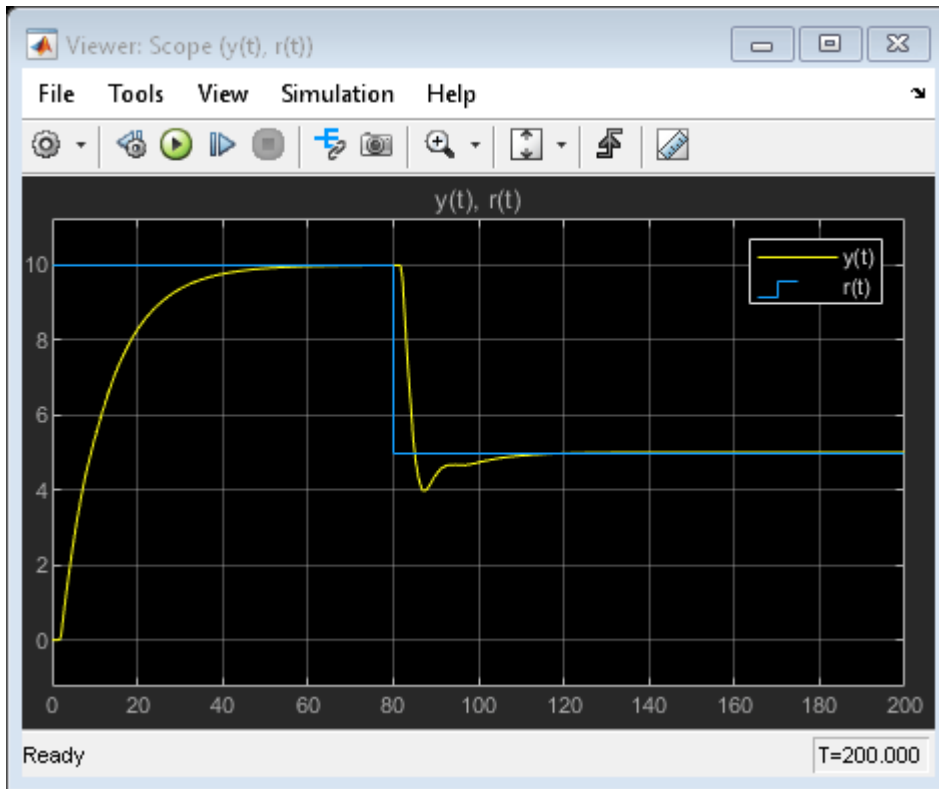 Viewer: Scope (y(t), r(t))
File Tools View Simulation Help
y(t), r(t)
y(t)
r(t)
10
8
6
4
2
0
0 20 40 60 80 100 120 140 160 180 200
Ready T=200.000